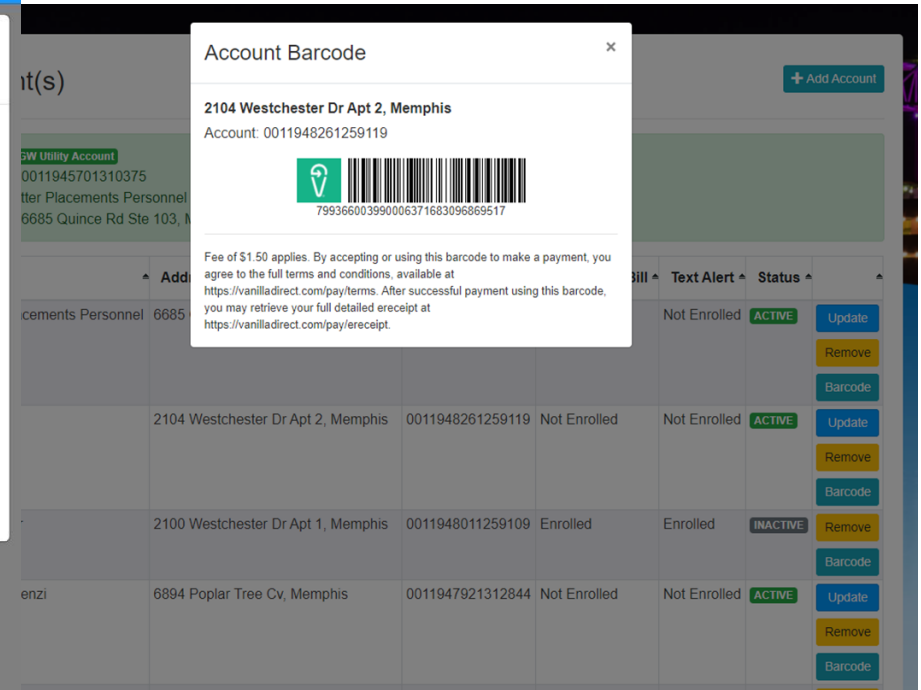 Account Barcode
×
nt(s)
Add Account
2104 Westchester Dr Apt 2, Memphis
Account: 0011948261259119
799366003990006371683096869517
GW Utility Account
0011945701310375
tter Placements Personnel
6685 Quince Rd Ste 103, M
Fee of $1.50 applies. By accepting or using this barcode to make a payment, you
agree to the full terms and conditions, available at
https://vanilladirect.com/pay/terms. After successful payment using this barcode,
you may retrieve your full detailed ereceipt at
https://vanilladirect.com/pay/ereceipt.
Addr Bill Text Alert Status
cements Personnel 6685 Not Enrolled ACTIVE Update
Remove
Barcode
2104 Westchester Dr Apt 2, Memphis 0011948261259119 Not Enrolled Not Enrolled ACTIVE Update
Remove
Barcode
2100 Westchester Dr Apt 1, Memphis 0011948011259109 Enrolled Enrolled INACTIVE Remove
Barcode
enzi 6894 Poplar Tree Cv, Memphis 0011947921312844 Not Enrolled Not Enrolled ACTIVE Update
Remove
Barcode